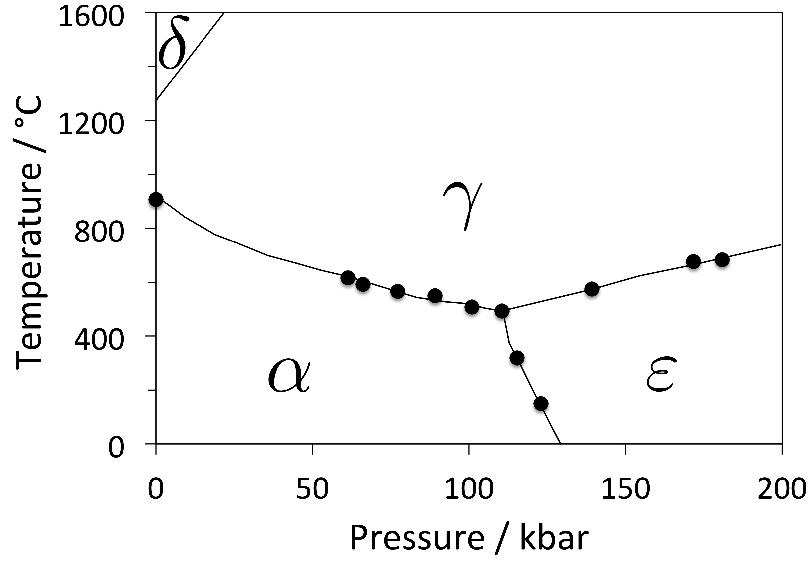 1600
δ
1200
Temperature / °C
γ
800
400
α
ε
0
0 50 100 150 200
Pressure / kbar